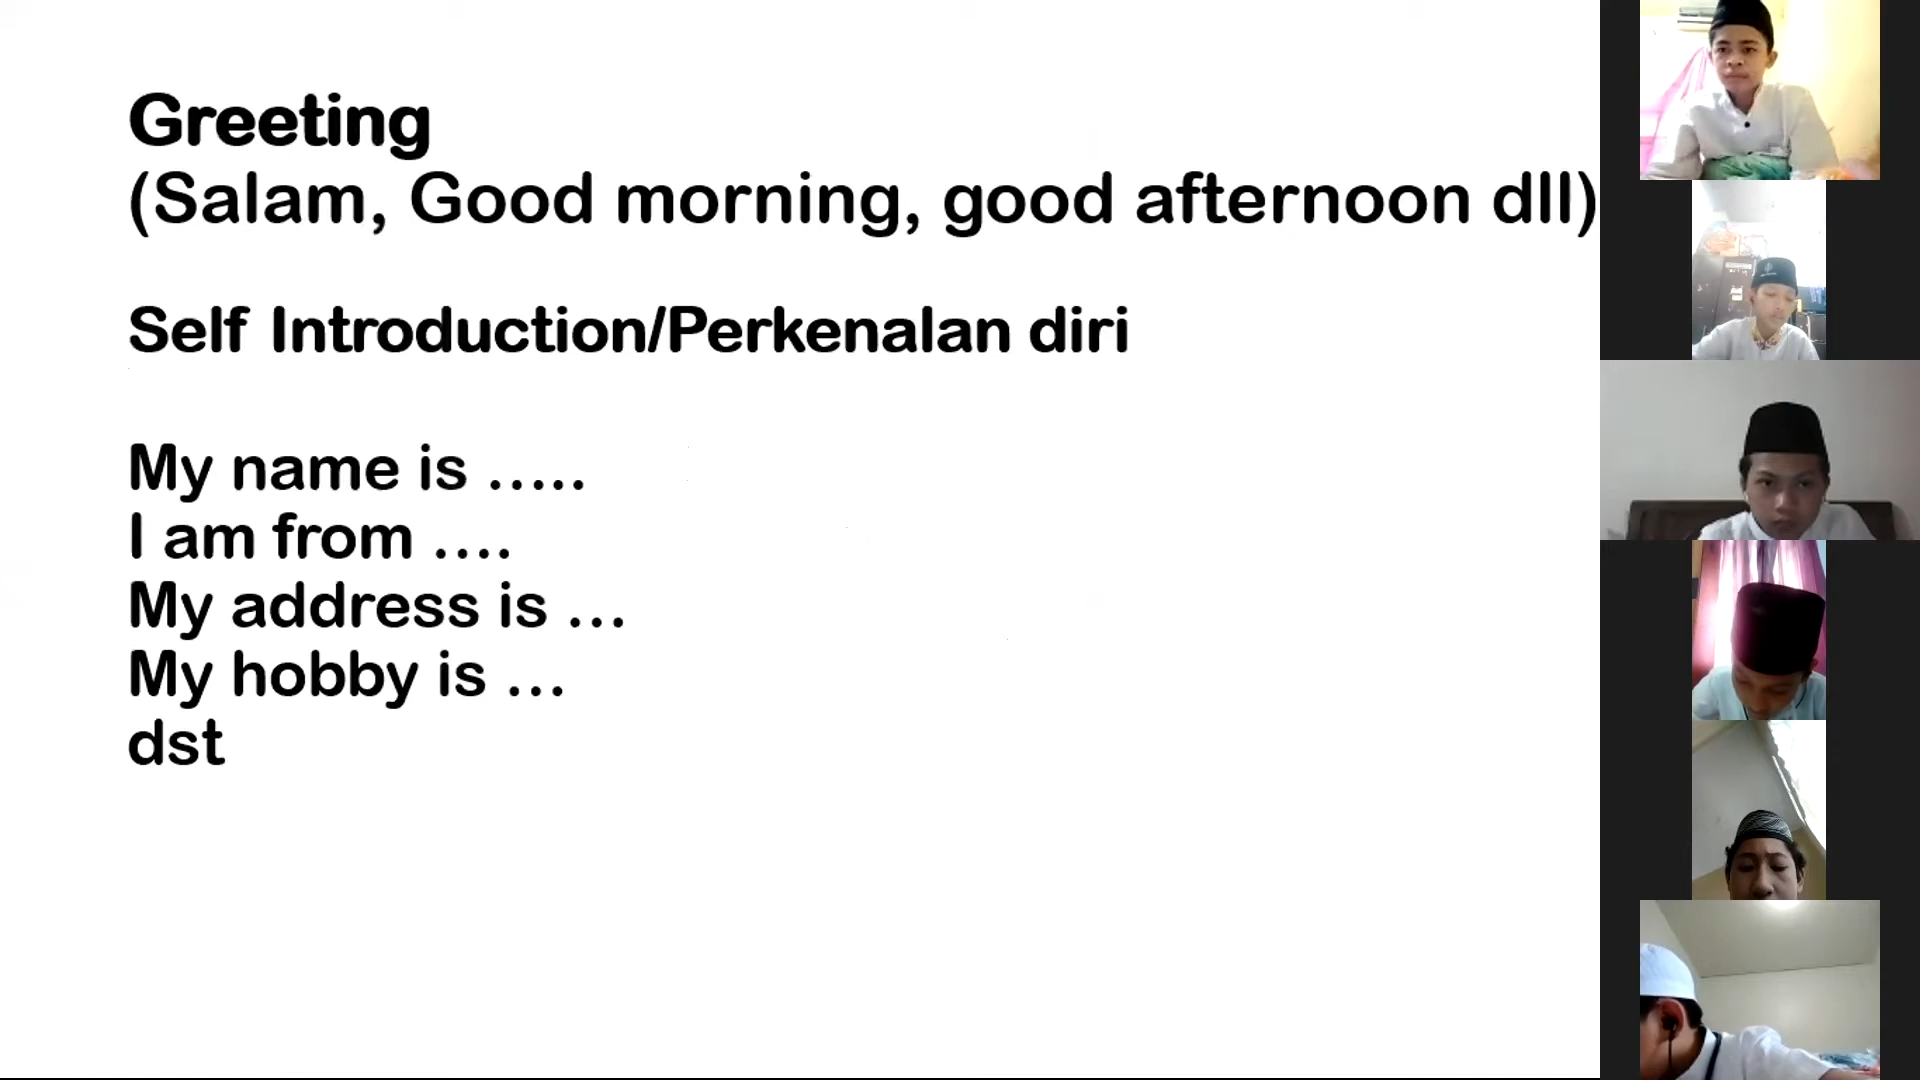 Greeting
(Salam, Good morning, good afternoon dll)
Self Introduction/Perkenalan diri
My name is …..
I am from ….
My address is …
My hobby is …
dst